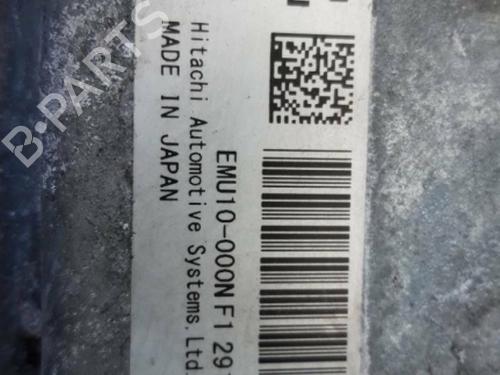 EMU10-000N F1 29
Hitachi Automotive Systems, Ltd.
MADE IN JAPAN
B-PARTS